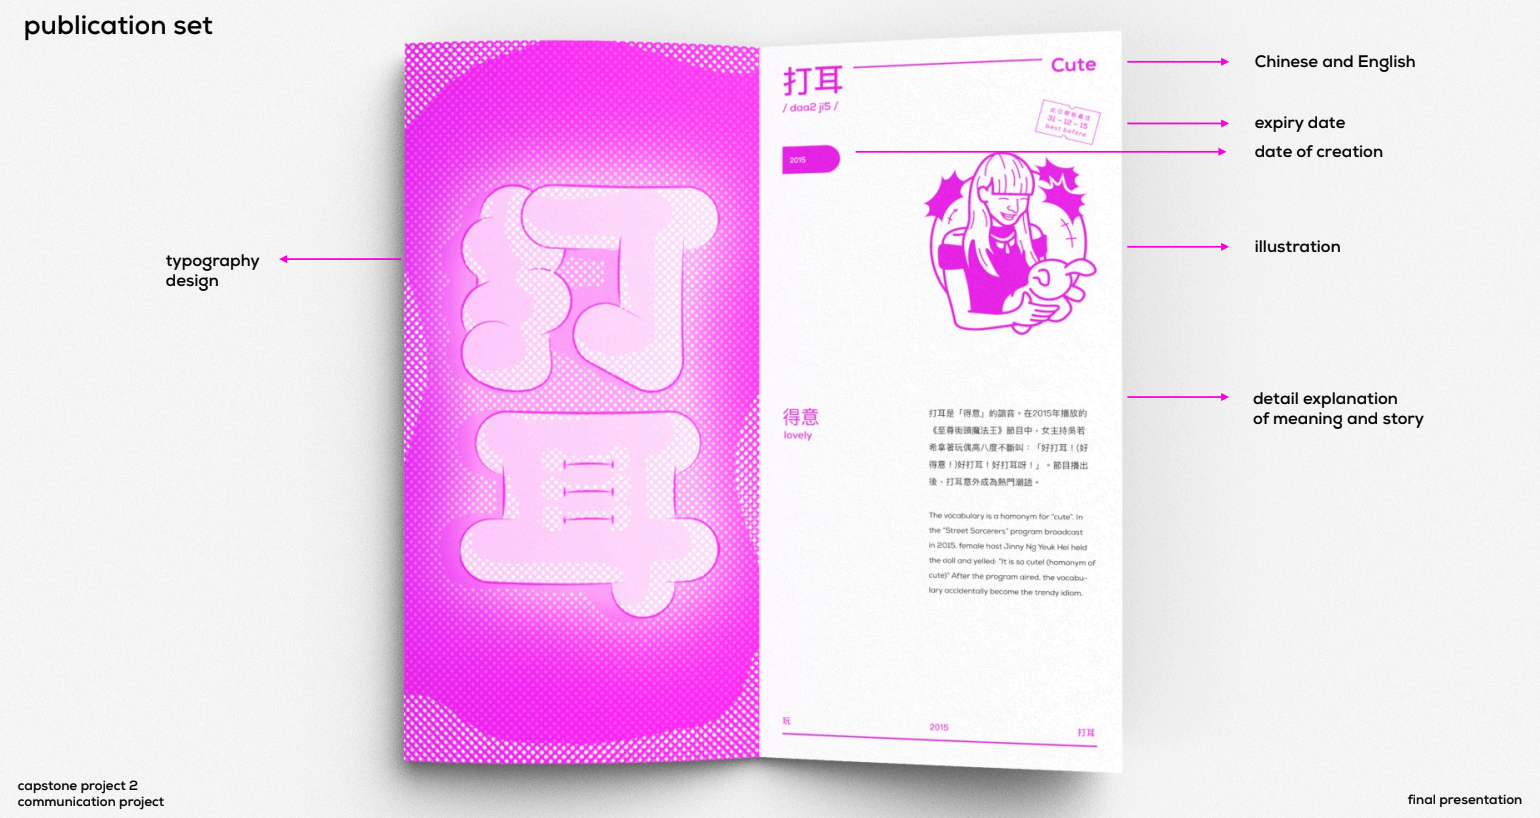 publication set
打耳
打耳
/ daa2 ji5 /
Cute
此日期前最佳
31 – 12 – 15
best before
2015
得意
lovely
打耳是「得意」的諧音。在2015年播放的
《至尊街頭魔法王》節目中,女主持吳若
希拿著玩偶高八度不斷叫:「好打耳!(好
得意!)好打耳!好打耳呀!」。節目播出
後,打耳意外成為熱門潮語。
The vocabulary is a homonym for "cute". In
the "Street Sorcerers" program broadcast
in 2015, female host Jinny Ng Yeuk Hei held
the doll and yelled: "It is so cute! (homonym of
cute)" After the program aired, the vocabu-
lary accidentally become the trendy idiom.
玩
2015
打耳
typography
design
Chinese and English
expiry date
date of creation
illustration
detail explanation
of meaning and story
capstone project 2
communication project
final presentation